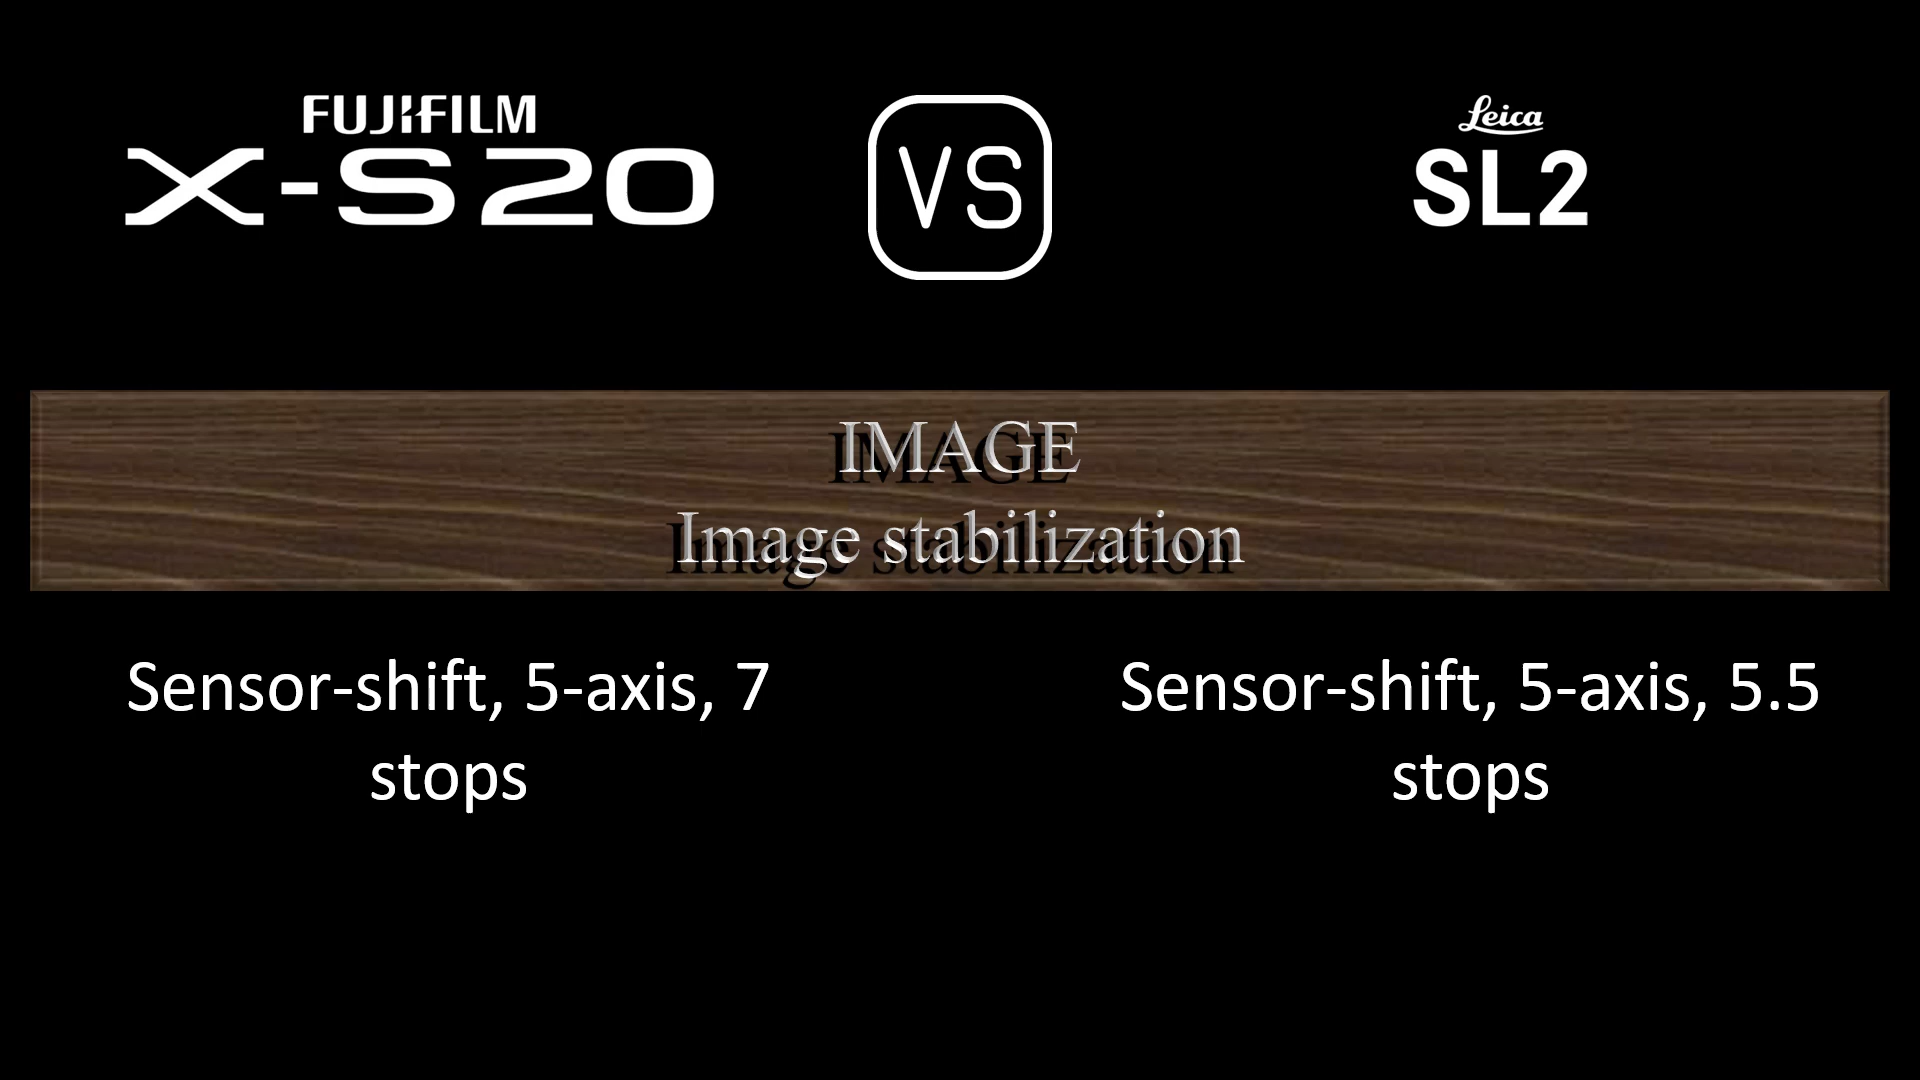 FUJIFILM
X-S20
VS
Leica
SL2
IMAGE
Image stabilization
Sensor-shift, 5-axis, 7
stops
Sensor-shift, 5-axis, 5.5
stops